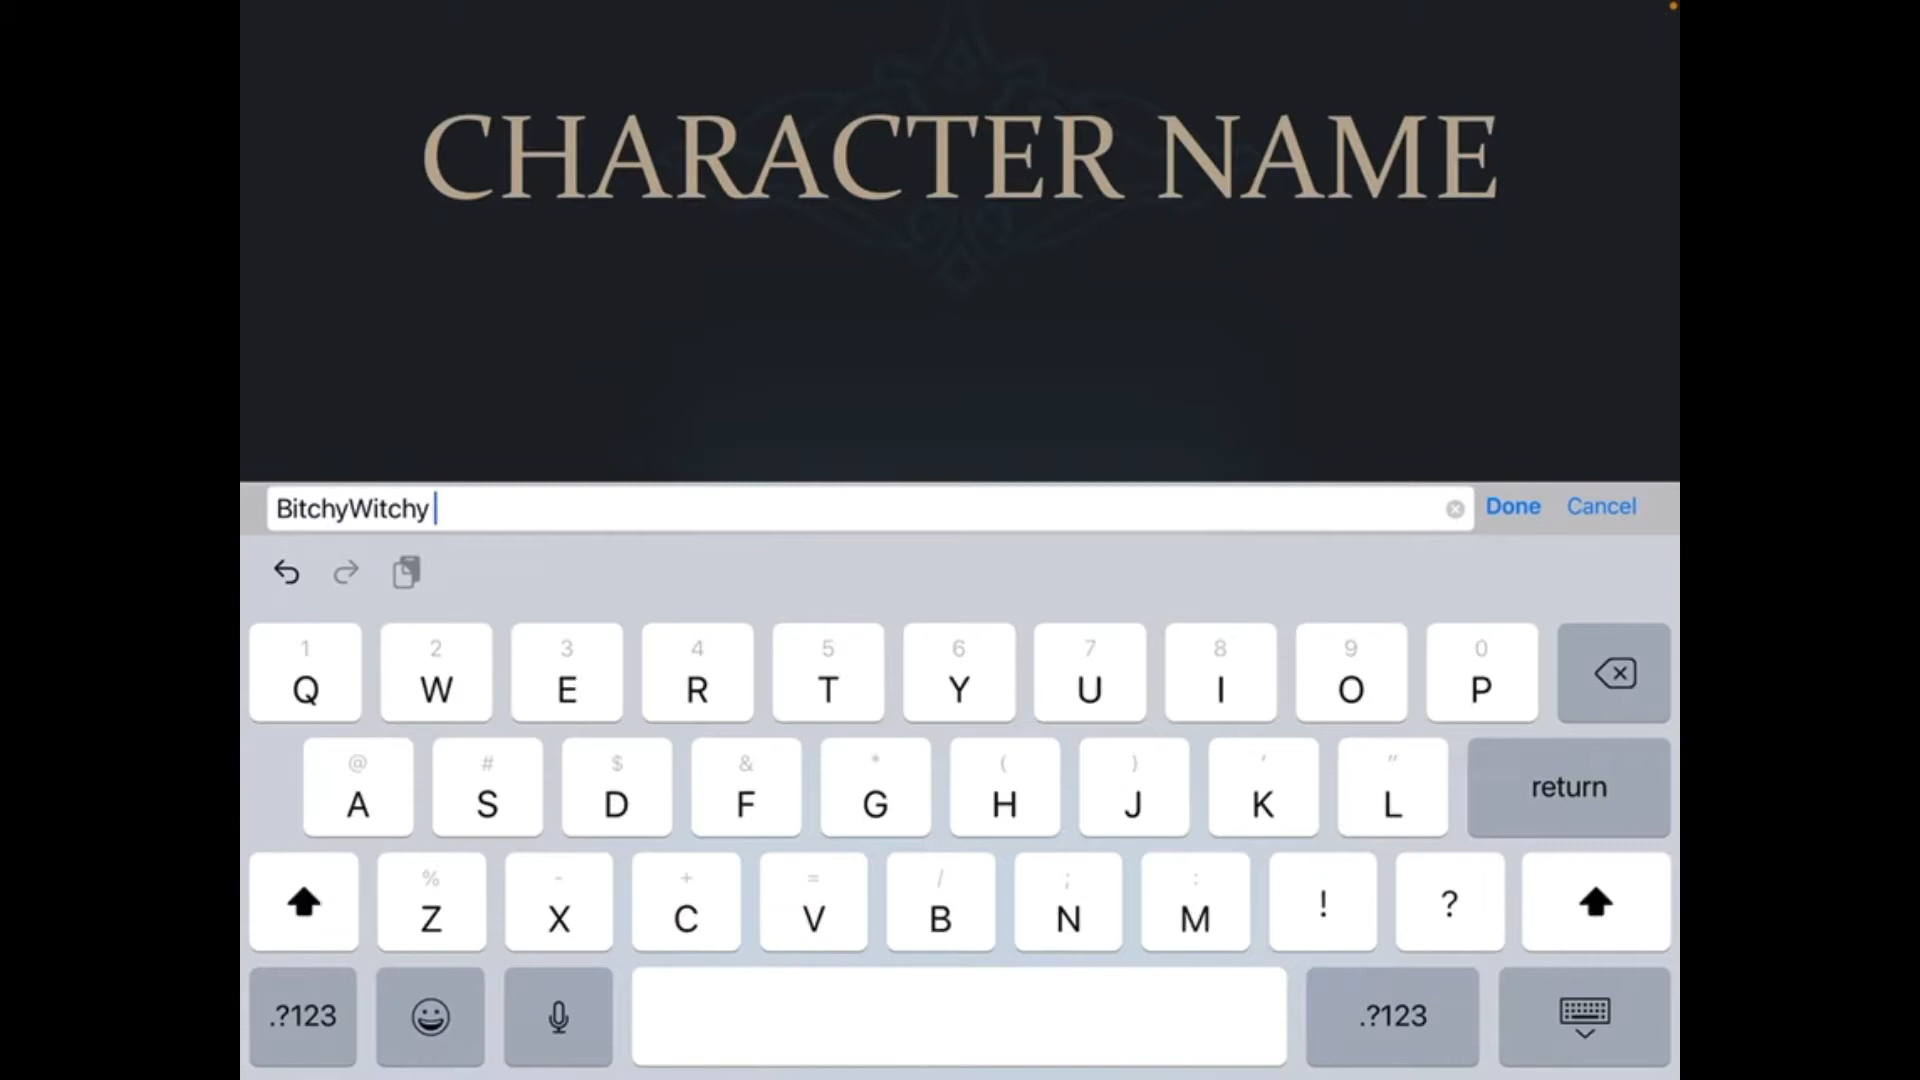 CHARACTER NAME
BitchyWitchy
Done Cancel
1 2 3 4 5 6 7 8 9 0
Q W E R T Y U I O P
@ # $ & * ( ) ' "
A S D F G H J K L return
% - + = / ; :
Z X C V B N M ! ?
.?123 .?123